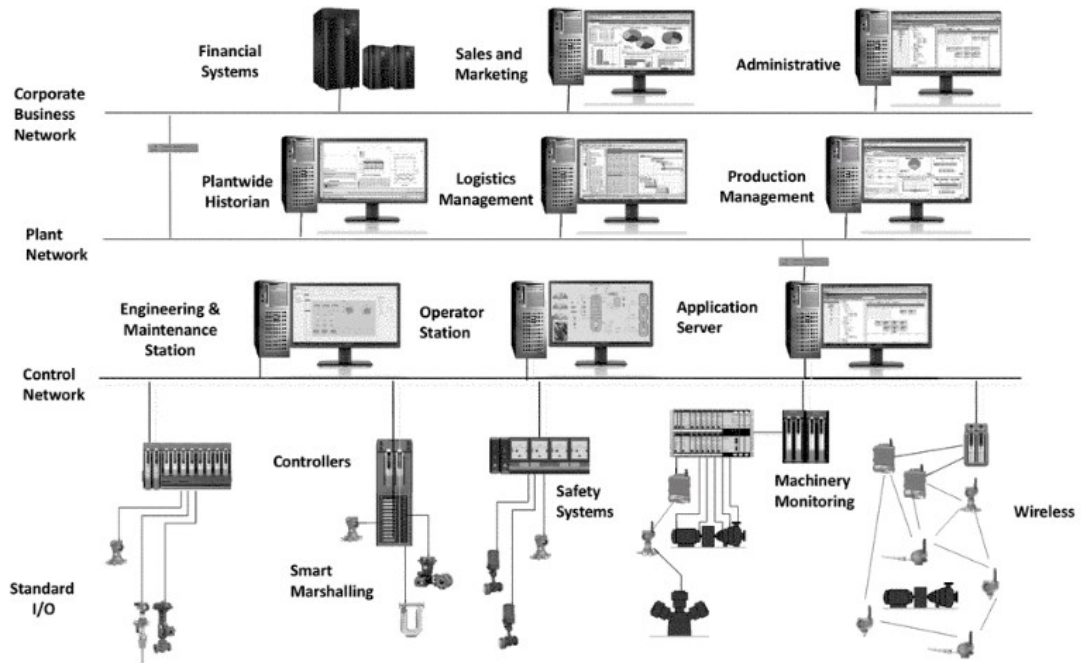 Financial
Systems
Sales and
Marketing
Administrative
Corporate
Business
Network
Plantwide
Historian
Logistics
Management
Production
Management
Plant
Network
Engineering &
Maintenance
Station
Operator
Station
Application
Server
Control
Network
Controllers
Safety
Systems
Machinery
Monitoring
Wireless
Smart
Marshalling
Standard
I/O